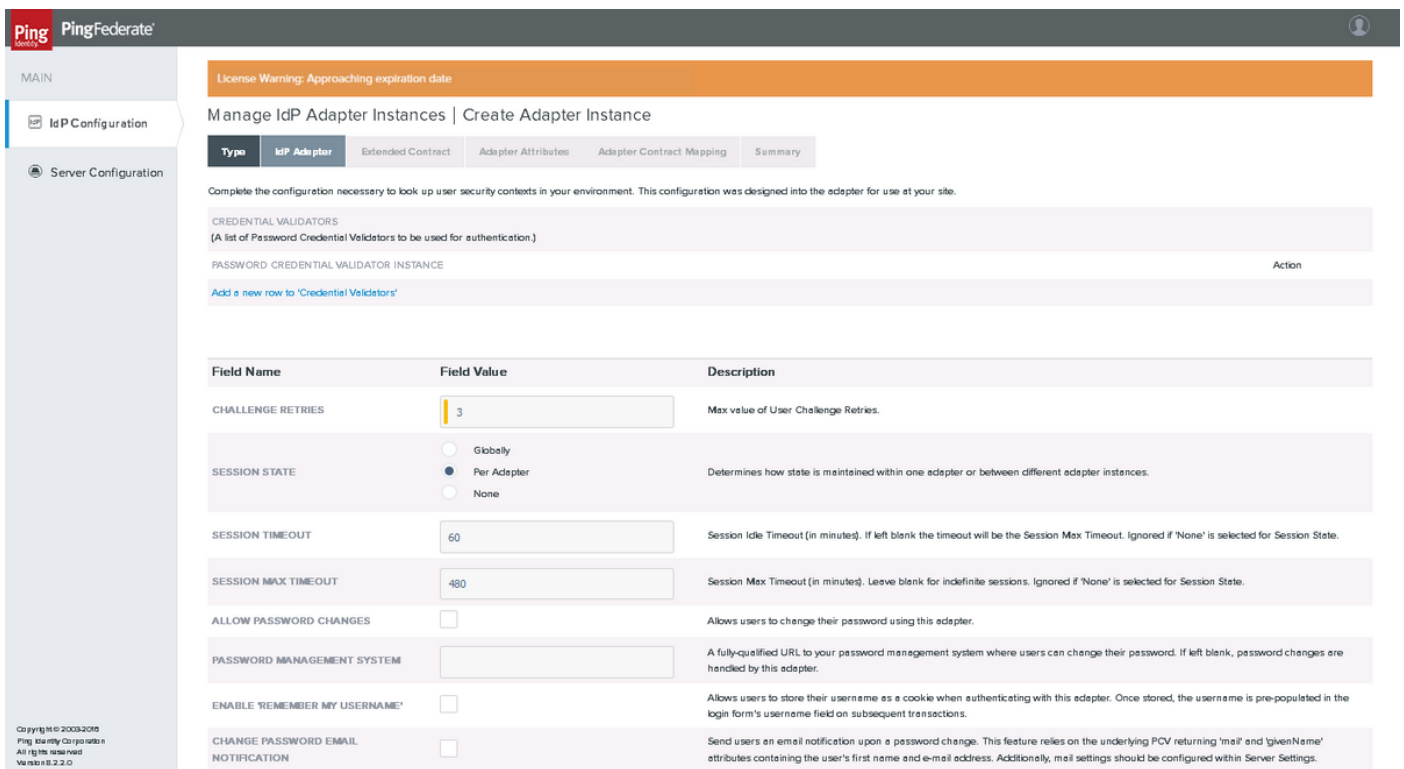 Ping
Identity
PingFederate®
MAIN
IdP Configuration
Server Configuration
License Warning: Approaching expiration date
Manage IdP Adapter Instances | Create Adapter Instance
Type IdP Adapter Extended Contract Adapter Attributes Adapter Contract Mapping Summary
Complete the configuration necessary to look up user security contexts in your environment. This configuration was designed into the adapter for use at your site.
CREDENTIAL VALIDATORS
(A list of Password Credential Validators to be used for authentication.)
PASSWORD CREDENTIAL VALIDATOR INSTANCE Action
Add a new row to 'Credential Validators'
Field Name Field Value Description
CHALLENGE RETRIES 3 Max value of User Challenge Retries.
Globally
SESSION STATE Per Adapter Determines how state is maintained within one adapter or between different adapter instances.
None
SESSION TIMEOUT 60 Session Idle Timeout (in minutes). If left blank the timeout will be the Session Max Timeout. Ignored if 'None' is selected for Session State.
SESSION MAX TIMEOUT 480 Session Max Timeout (in minutes). Leave blank for indefinite sessions. Ignored if 'None' is selected for Session State.
ALLOW PASSWORD CHANGES Allows users to change their password using this adapter.
PASSWORD MANAGEMENT SYSTEM A fully-qualified URL to your password management system where users can change their password. If left blank, password changes are
handled by this adapter.
ENABLE 'REMEMBER MY USERNAME' Allows users to store their username as a cookie when authenticating with this adapter. Once stored, the username is pre-populated in the
login form's username field on subsequent transactions.
CHANGE PASSWORD EMAIL
NOTIFICATION
Send users an email notification upon a password change. This feature relies on the underlying PCV returning 'mail' and 'givenName'
attributes containing the user's first name and e-mail address. Additionally, mail settings should be configured within Server Settings.
Copyright © 2003-2016
Ping Identity Corporation
All rights reserved
Version 8.2.2.0